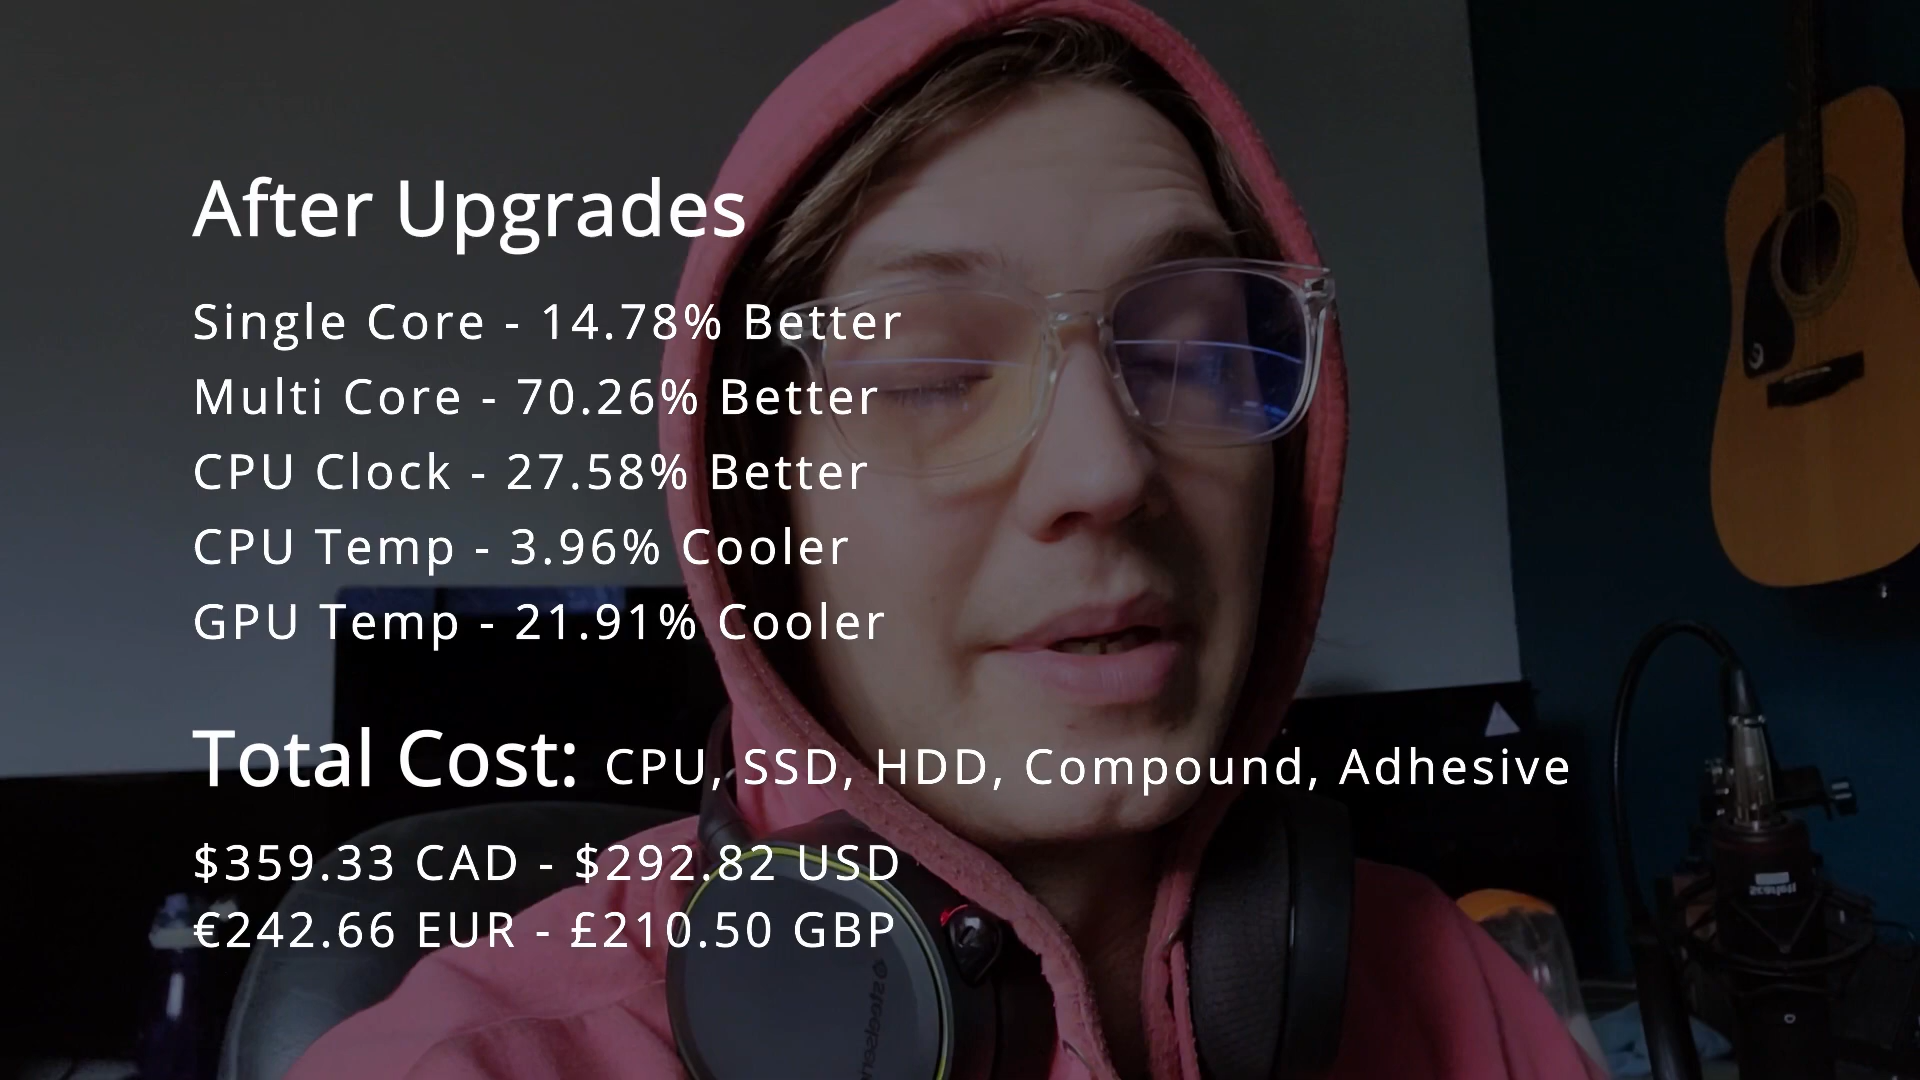 After Upgrades
Single Core - 14.78% Better
Multi Core - 70.26% Better
CPU Clock - 27.58% Better
CPU Temp - 3.96% Cooler
GPU Temp - 21.91% Cooler
Total Cost: CPU, SSD, HDD, Compound, Adhesive
$359.33 CAD - $292.82 USD
€242.66 EUR - £210.50 GBP
steelseries
Scarlett